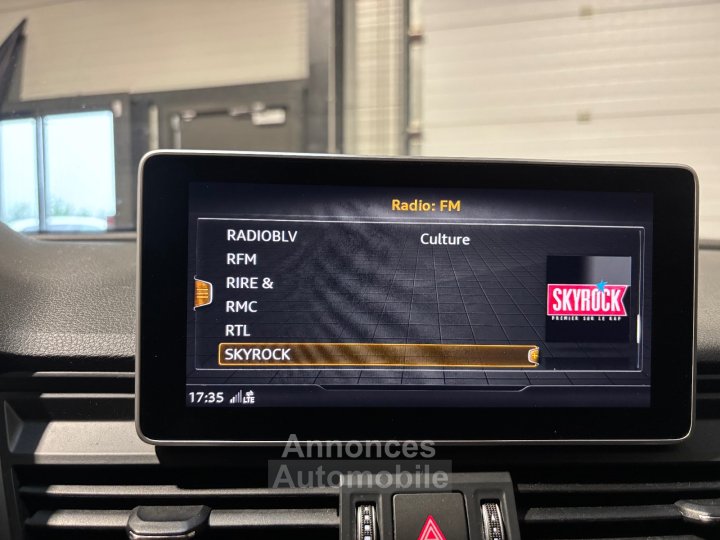 Radio: FM
RADIOBLV Culture
RFM
RIRE &
RMC
RTL
SKYROCK
SKYROCK
PREMIER SUR LE RAP
17:35 LTE
Annonces
Automobile